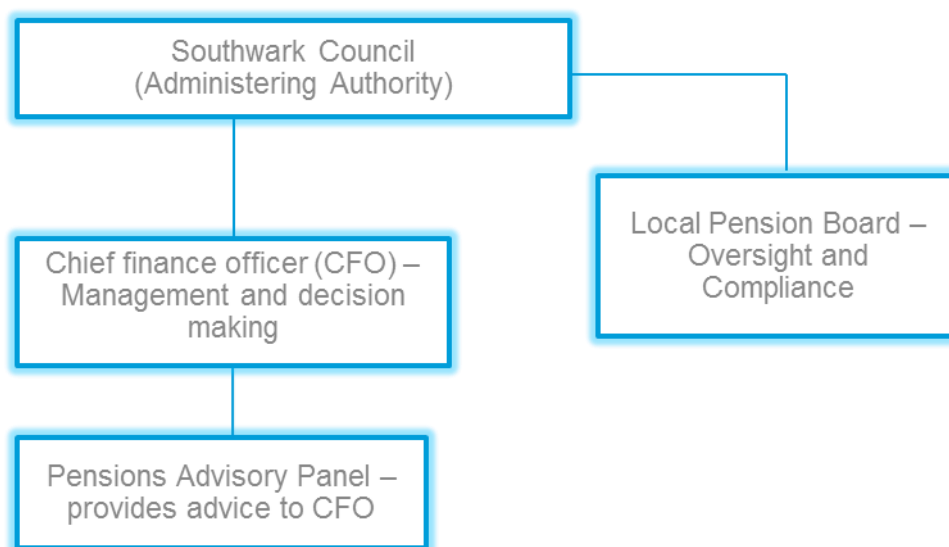 Southwark Council
(Administering Authority)
Local Pension Board –
Oversight and
Compliance
Chief finance officer (CFO) –
Management and decision
making
Pensions Advisory Panel –
provides advice to CFO